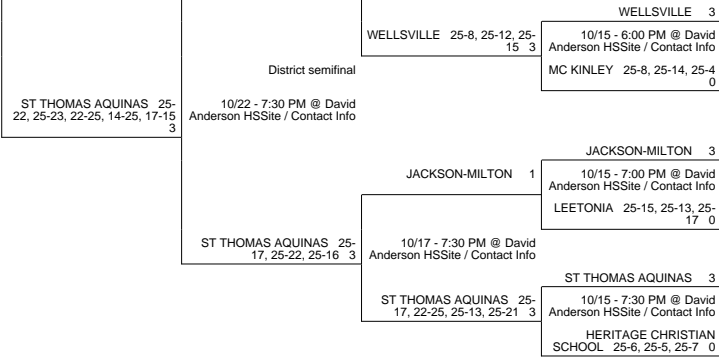 WELLSVILLE 3
WELLSVILLE 25-8, 25-12, 25-
15 3
10/15 - 6:00 PM @ David
Anderson HSSite / Contact Info
MC KINLEY 25-8, 25-14, 25-4
0
District semifinal
ST THOMAS AQUINAS 25-
22, 25-23, 22-25, 14-25, 17-15
3
10/22 - 7:30 PM @ David
Anderson HSSite / Contact Info
JACKSON-MILTON 3
JACKSON-MILTON 1
10/15 - 7:00 PM @ David
Anderson HSSite / Contact Info
LEETONIA 25-15, 25-13, 25-
17 0
ST THOMAS AQUINAS 25-
17, 25-22, 25-16 3
10/17 - 7:30 PM @ David
Anderson HSSite / Contact Info
ST THOMAS AQUINAS 3
ST THOMAS AQUINAS 25-
17, 22-25, 25-13, 25-21 3
10/15 - 7:30 PM @ David
Anderson HSSite / Contact Info
HERITAGE CHRISTIAN
SCHOOL 25-6, 25-5, 25-7 0